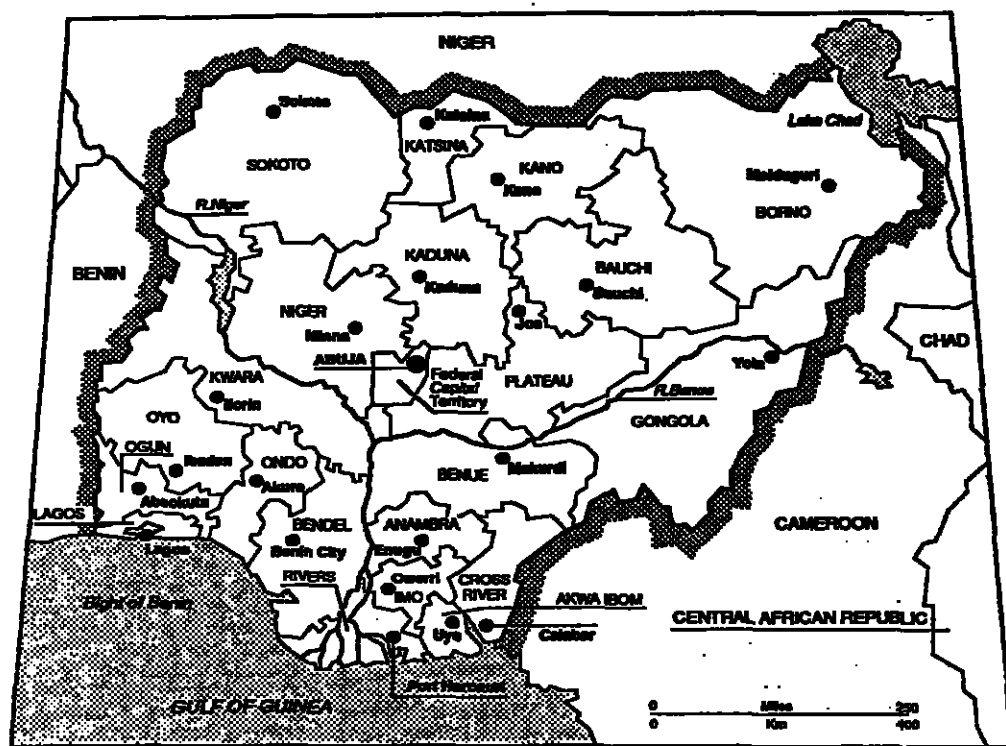 NIGER
Sokoto
Katsina
KATSINA
Lake Chad
SOKOTO
KANO
Kano
Maiduguri
BORNO
R.Niger
BENIN
KADUNA
Kaduna
BAUCHI
Bauchi
NIGER
Minna
Jos
CHAD
ABUJA
Federal
Capital
Territory
PLATEAU
Yola
KWARA
Ilorin
R.Benue
GONGOLA
OYO
OGUN
Ibadan
ONDO
Akure
BENUE
Makurdi
Abeokuta
LAGOS
Lagos
BENDEL
Benin City
ANAMBRA
Enugu
CAMEROON
RIVERS
Owerri
IMO
CROSS
RIVER
Bight of Benin
AKWA IBOM
Uyo
Calabar
CENTRAL AFRICAN REPUBLIC
Port Harcourt
GULF OF GUINEA
0 Miles 250
0 Km 400